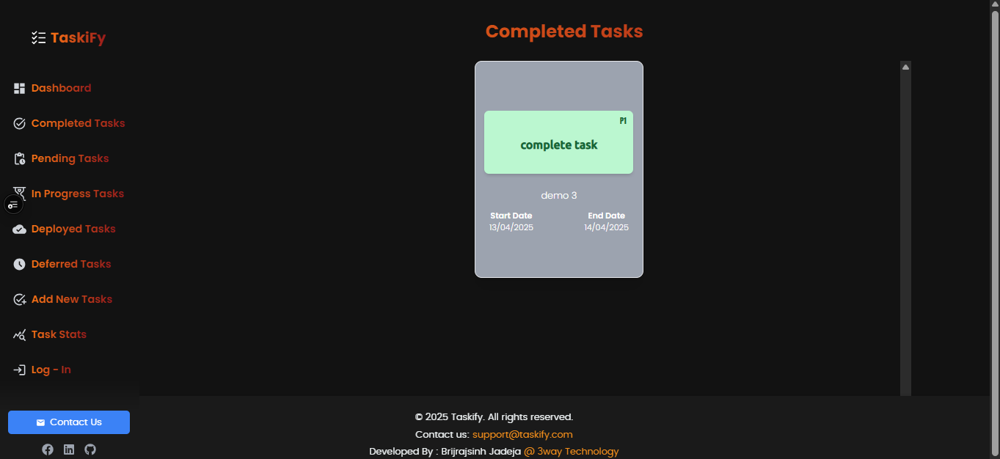 TaskiFy
Dashboard
Completed Tasks
Pending Tasks
In Progress Tasks
Deployed Tasks
Deferred Tasks
Add New Tasks
Task Stats
Log - In
Contact Us
Completed Tasks
P1
complete task
demo 3
Start Date End Date
13/04/2025 14/04/2025
© 2025 Taskify. All rights reserved.
Contact us: support@taskify.com
Developed By : Brijrajsinh Jadeja @ 3way Technology